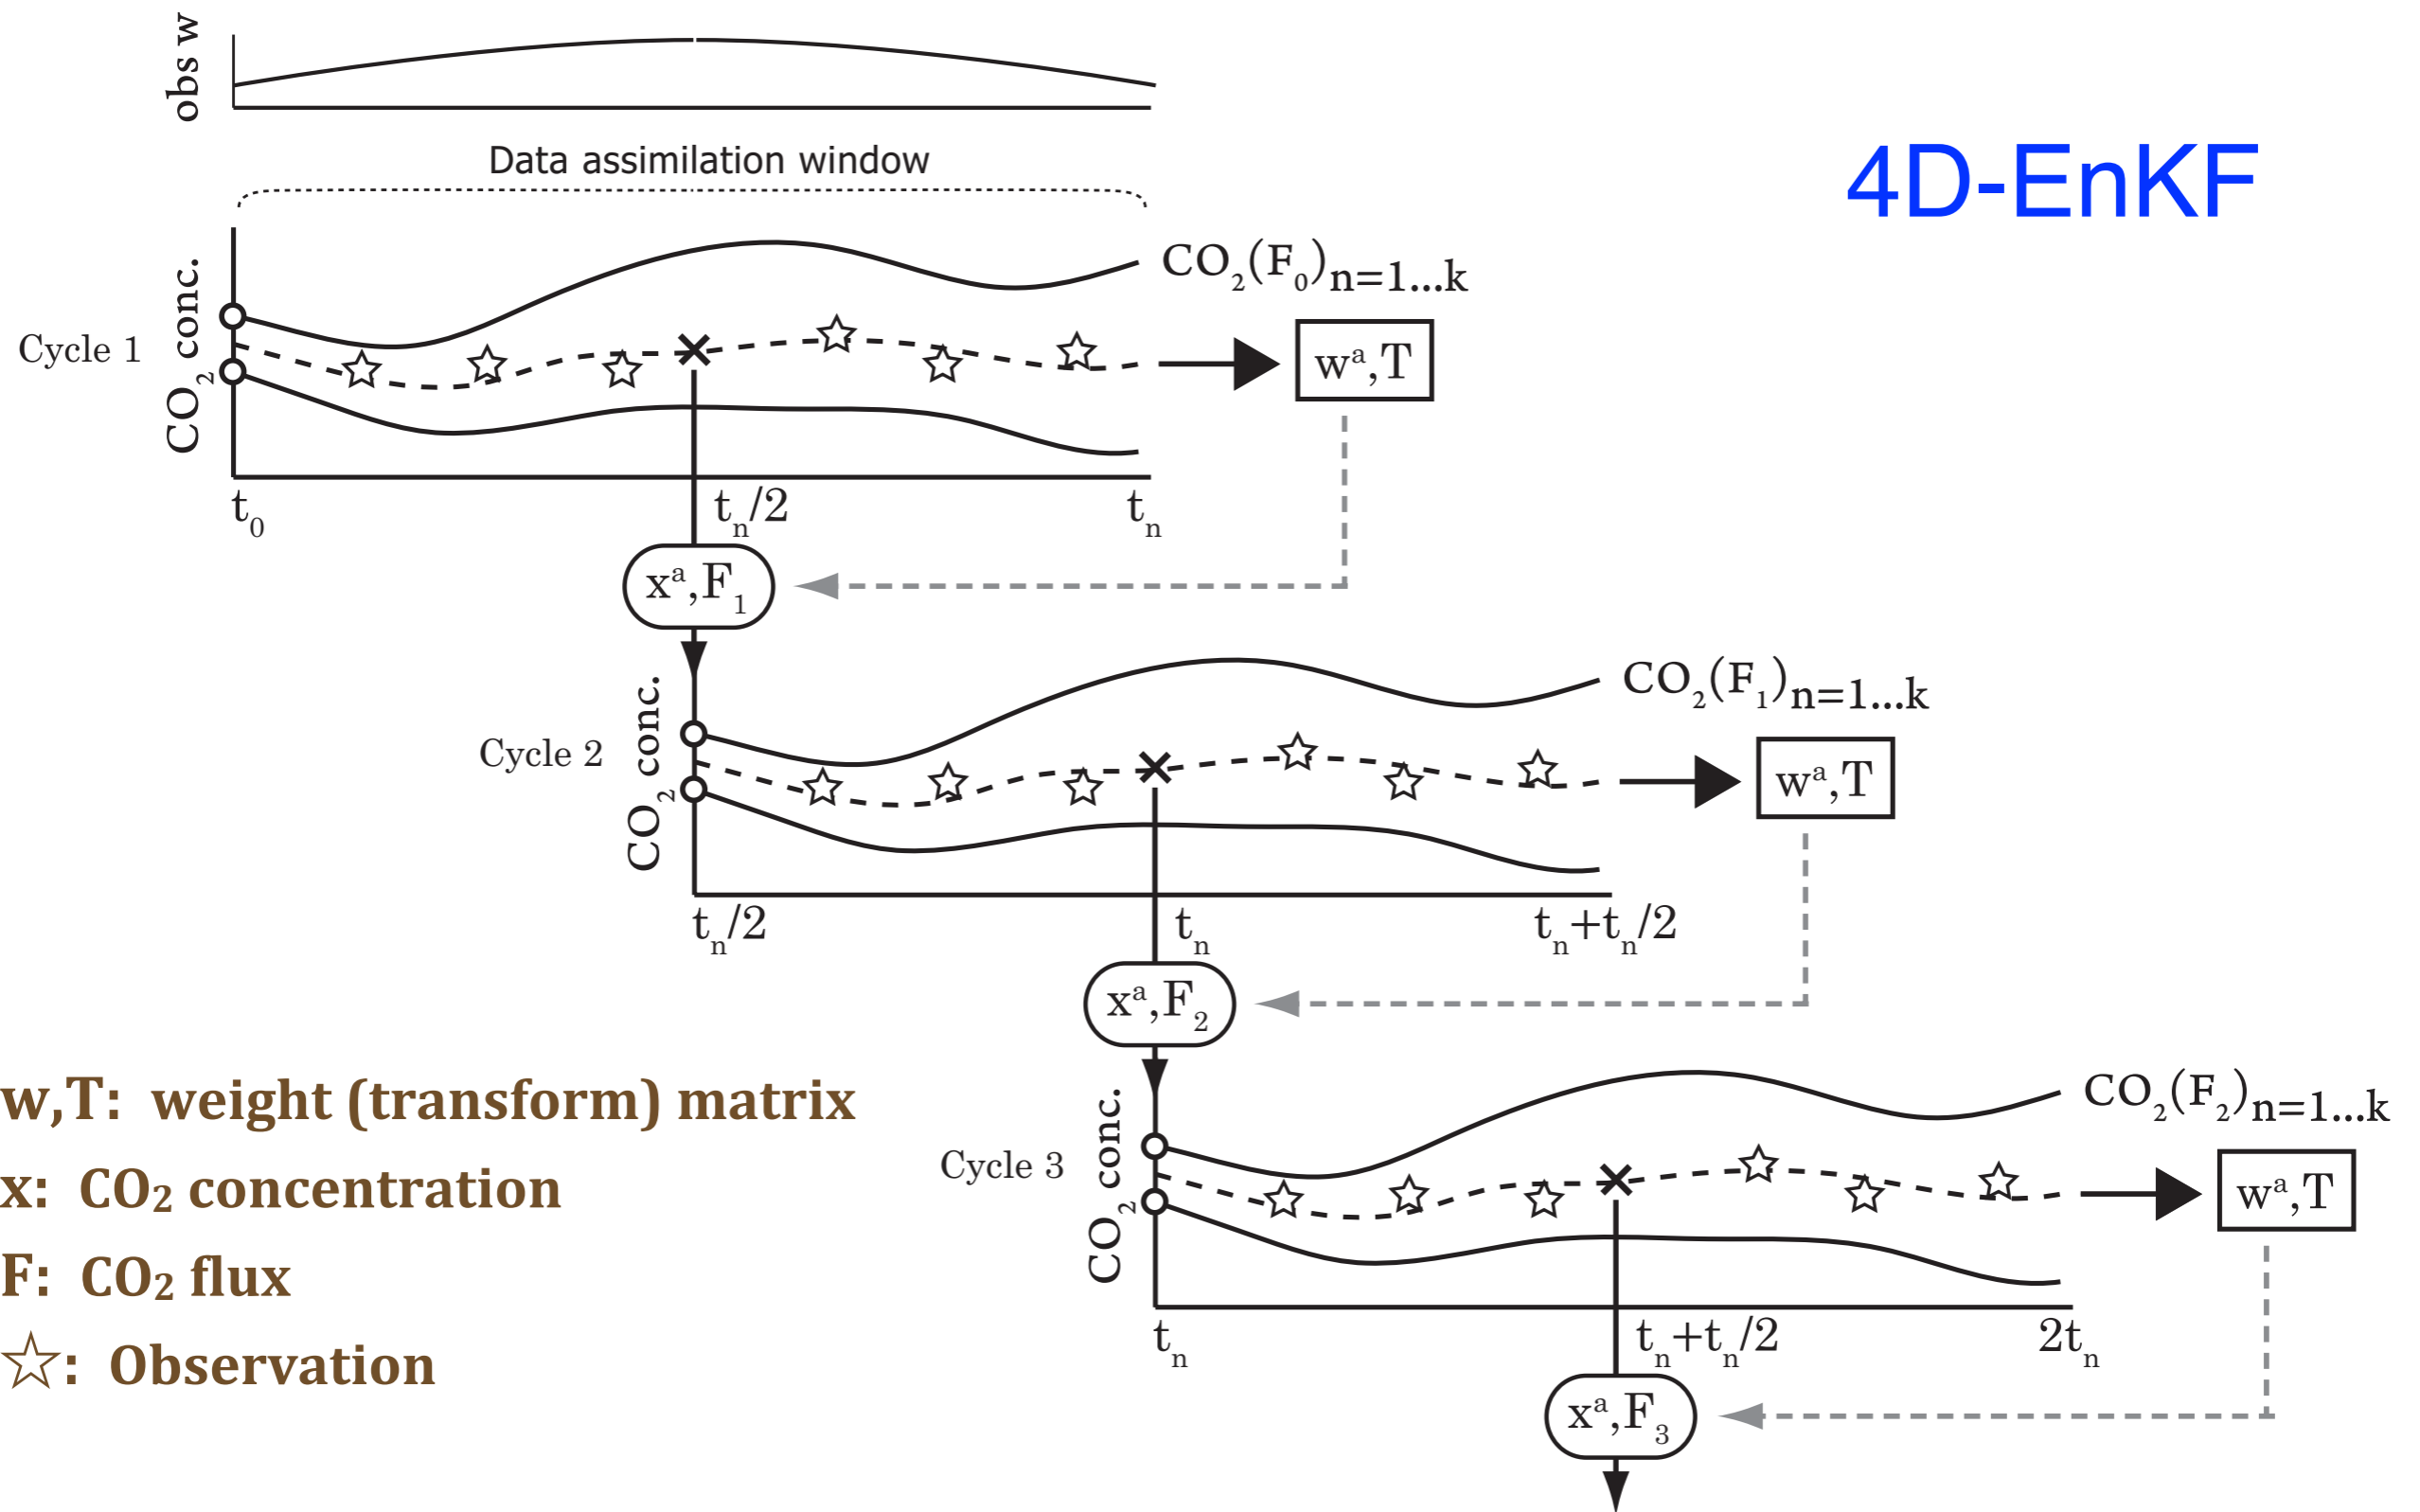 obs w
Data assimilation window
4D-EnKF
CO₂(F₀)n=1...k
Cycle 1
CO₂ conc.
wᵃ,T
t₀
tₙ/2
tₙ
xᵃ,F₁
CO₂(F₁)n=1...k
Cycle 2
CO₂ conc.
wᵃ,T
tₙ/2
tₙ
tₙ+tₙ/2
xᵃ,F₂
CO₂(F₂)n=1...k
Cycle 3
CO₂ conc.
wᵃ,T
tₙ
tₙ+tₙ/2
2tₙ
xᵃ,F₃
w,T: weight (transform) matrix
x: CO₂ concentration
F: CO₂ flux
☆: Observation